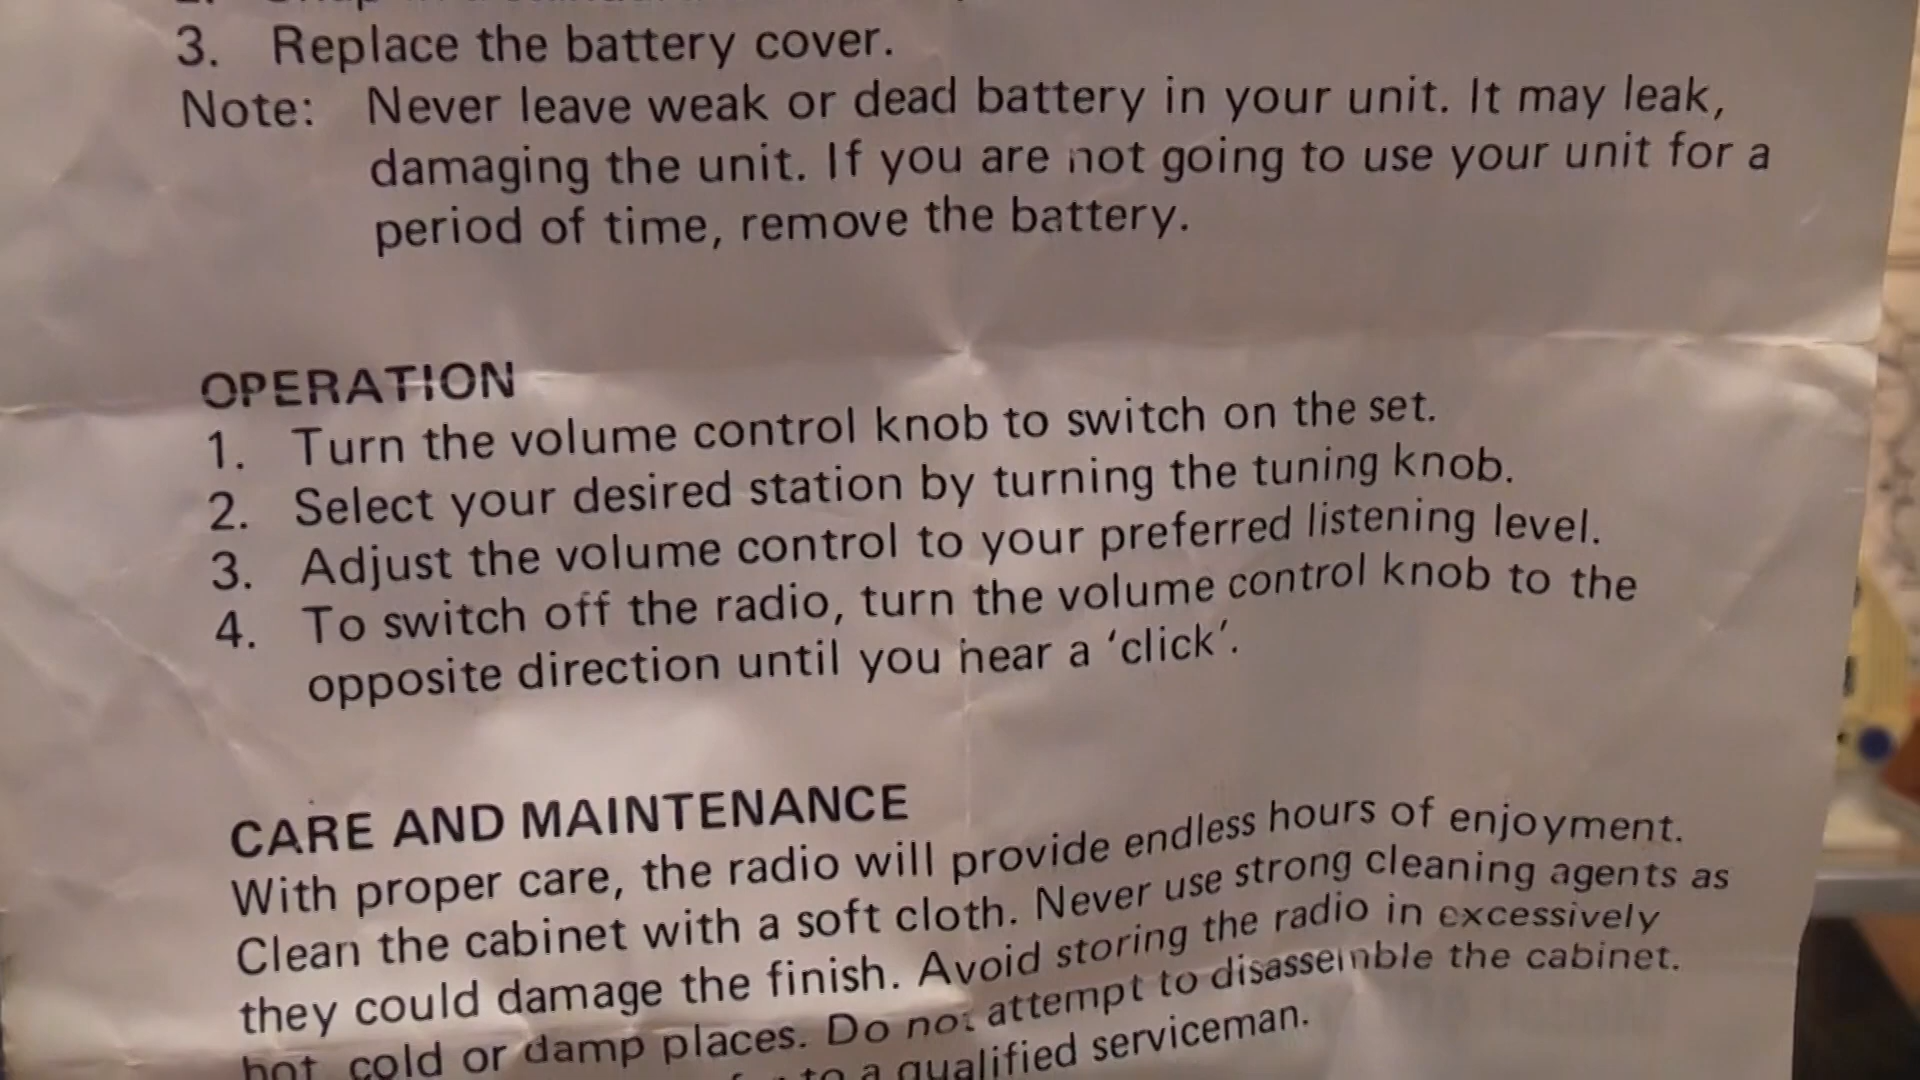 3. Replace the battery cover.
Note: Never leave weak or dead battery in your unit. It may leak,
damaging the unit. If you are not going to use your unit for a
period of time, remove the battery.
OPERATION
1. Turn the volume control knob to switch on the set.
2. Select your desired station by turning the tuning knob.
3. Adjust the volume control to your preferred listening level.
4. To switch off the radio, turn the volume control knob to the
opposite direction until you hear a 'click'.
CARE AND MAINTENANCE
With proper care, the radio will provide endless hours of enjoyment.
Clean the cabinet with a soft cloth. Never use strong cleaning agents as
they could damage the finish. Avoid storing the radio in excessively
hot cold or damp places. Do not attempt to disassemble the cabinet.
to a qualified serviceman.